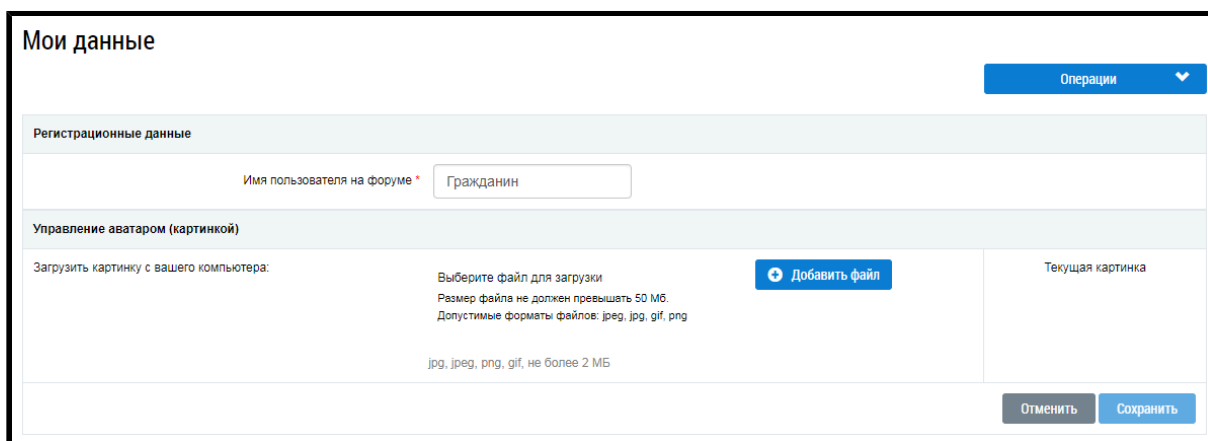 Мои данные
Операции
Регистрационные данные
Имя пользователя на форуме * Гражданин
Управление аватаром (картинкой)
Загрузить картинку с вашего компьютера:
Выберите файл для загрузки
Размер файла не должен превышать 50 Мб.
Допустимые форматы файлов: jpeg, jpg, gif, png
jpg, jpeg, png, gif, не более 2 МБ
Добавить файл
Текущая картинка
Отменить Сохранить